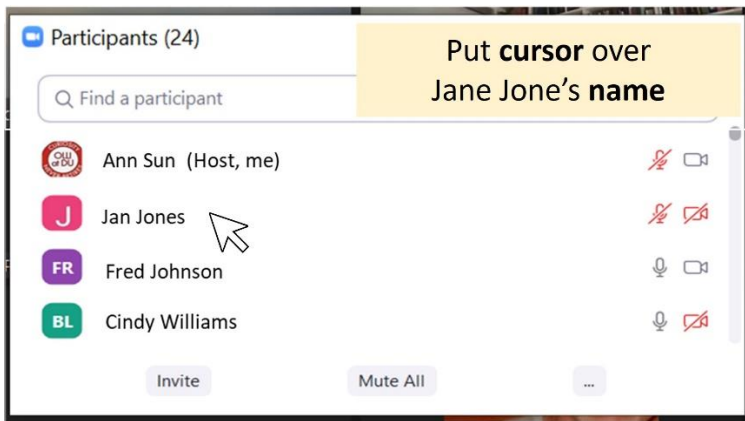 Participants (24)
Put cursor over
Jane Jone's name
Find a participant
Ann Sun (Host, me)
J
Jan Jones
FR
Fred Johnson
BL
Cindy Williams
Invite
Mute All
...